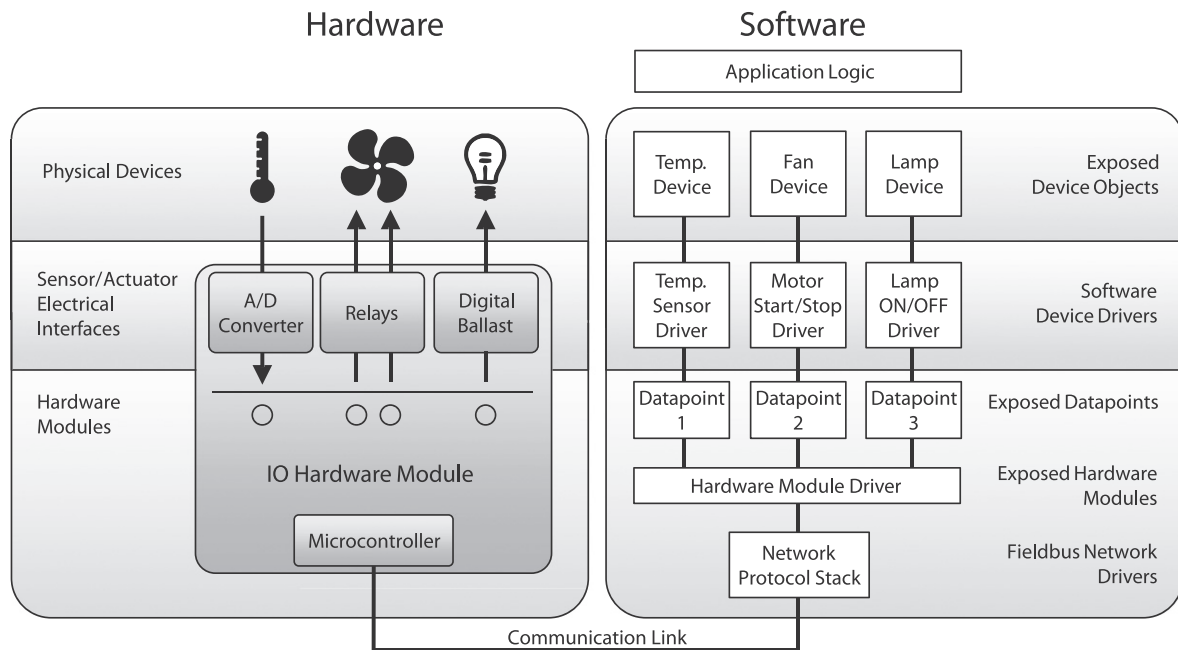 Hardware
Software
Application Logic
Physical Devices
Temp.
Device
Fan
Device
Lamp
Device
Exposed
Device Objects
Sensor/Actuator
Electrical
Interfaces
A/D
Converter
Relays
Digital
Ballast
Temp.
Sensor
Driver
Motor
Start/Stop
Driver
Lamp
ON/OFF
Driver
Software
Device Drivers
Hardware
Modules
Datapoint
1
Datapoint
2
Datapoint
3
Exposed Datapoints
IO Hardware Module
Hardware Module Driver
Exposed Hardware
Modules
Microcontroller
Network
Protocol Stack
Fieldbus Network
Drivers
Communication Link